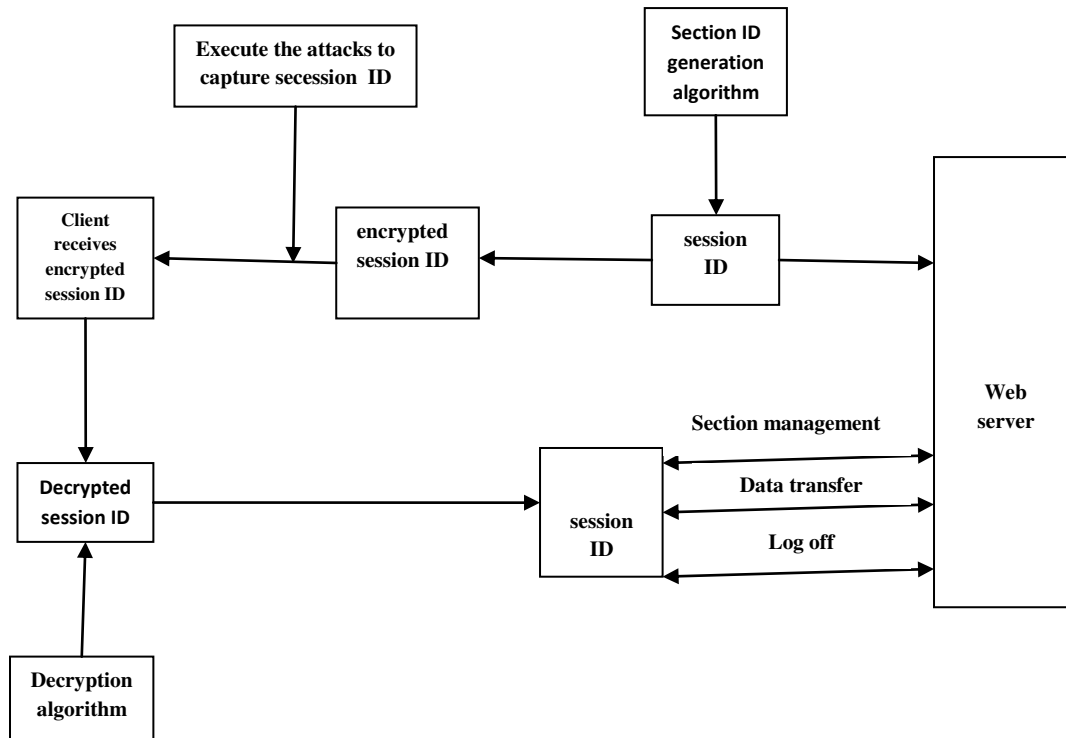 Execute the attacks to
capture secession ID
Section ID
generation
algorithm
Client
receives
encrypted
session ID
encrypted
session ID
session
ID
Web
server
Section management
Decrypted
session ID
session
ID
Data transfer
Log off
Decryption
algorithm